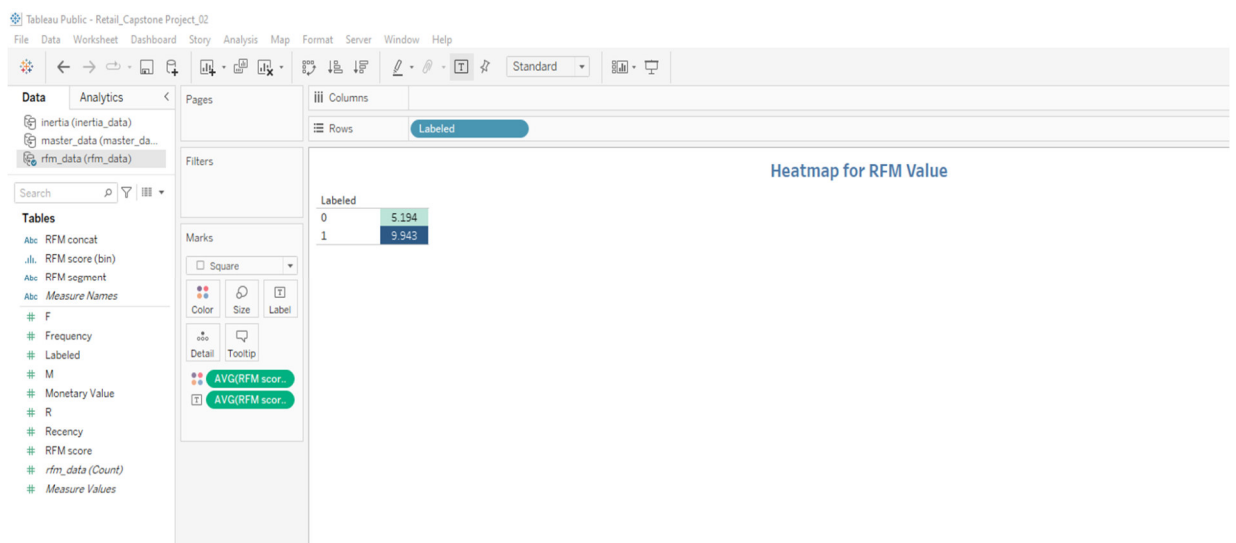 Tableau Public - Retail_Capstone Project_02
File Data Worksheet Dashboard Story Analysis Map Format Server Window Help
Standard
Data Analytics
inertia (inertia_data)
master_data (master_da...
rfm_data (rfm_data)
Search
Tables
Abc RFM concat
RFM score (bin)
Abc RFM segment
Abc Measure Names
# F
# Frequency
# Labeled
# M
# Monetary Value
# R
# Recency
# RFM score
# rfm_data (Count)
# Measure Values
Pages
Filters
Marks
Square
Color Size Label
Detail Tooltip
AVG(RFM scor..
AVG(RFM scor..
Columns
Rows Labeled
Heatmap for RFM Value
Labeled
0 5.194
1 9.943